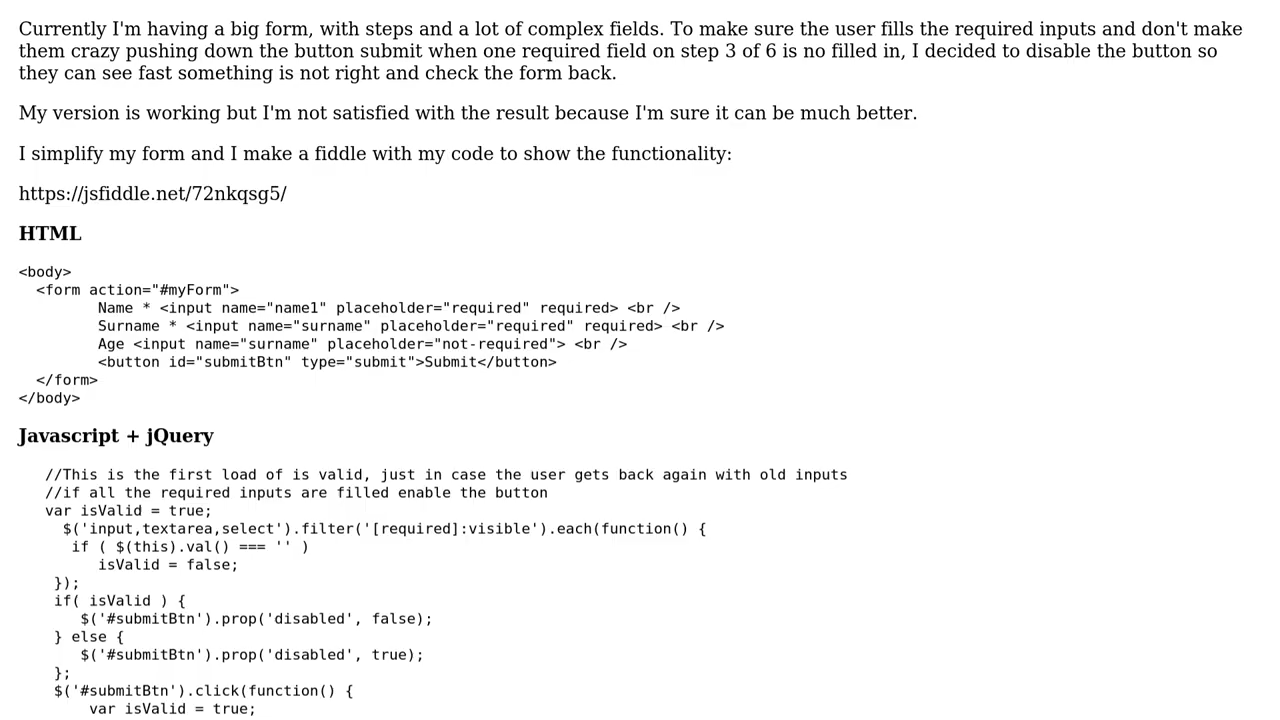 Currently I'm having a big form, with steps and a lot of complex fields. To make sure the user fills the required inputs and don't make
them crazy pushing down the button submit when one required field on step 3 of 6 is no filled in, I decided to disable the button so
they can see fast something is not right and check the form back.
My version is working but I'm not satisfied with the result because I'm sure it can be much better.
I simplify my form and I make a fiddle with my code to show the functionality:
https://jsfiddle.net/72nkqsg5/
HTML
<body>
  <form action="#myForm">
         Name * <input name="name1" placeholder="required" required> <br />
         Surname * <input name="surname" placeholder="required" required> <br />
         Age <input name="surname" placeholder="not-required"> <br />
         <button id="submitBtn" type="submit">Submit</button>
  </form>
</body>
Javascript + jQuery
   //This is the first load of is valid, just in case the user gets back again with old inputs
   //if all the required inputs are filled enable the button
   var isValid = true;
     $('input,textarea,select').filter('[required]:visible').each(function() {
      if ( $(this).val() === '' )
         isValid = false;
    });
    if( isValid ) {
       $('#submitBtn').prop('disabled', false);
    } else {
       $('#submitBtn').prop('disabled', true);
    };
    $('#submitBtn').click(function() {
        var isValid = true;